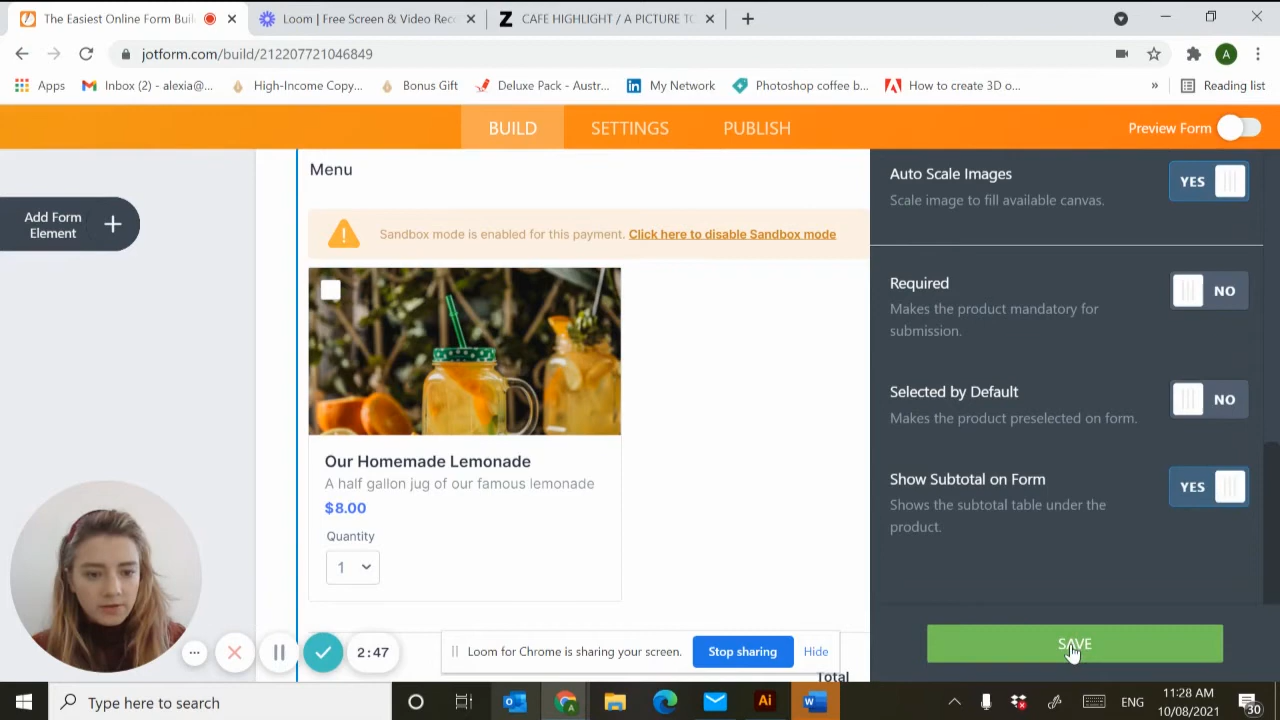 The Easiest Online Form Buil
Loom | Free Screen & Video Rec
CAFE HIGHLIGHT / A PICTURE TO
jotform.com/build/212207721046849
A
Apps
Inbox (2) - alexia@...
High-Income Copy...
Bonus Gift
Deluxe Pack - Austr...
My Network
Photoshop coffee b...
How to create 3D o...
»
Reading list
BUILD
SETTINGS
PUBLISH
Preview Form
Add Form
Element
Menu
Sandbox mode is enabled for this payment. Click here to disable Sandbox mode
Our Homemade Lemonade
A half gallon jug of our famous lemonade
$8.00
Quantity
1
Total
Auto Scale Images
YES
Scale image to fill available canvas.
Required
NO
Makes the product mandatory for
submission.
Selected by Default
NO
Makes the product preselected on form.
Show Subtotal on Form
YES
Shows the subtotal table under the
product.
SAVE
2:47
Loom for Chrome is sharing your screen.
Stop sharing
Hide
Type here to search
Ai
ENG
11:28 AM
10/08/2021
30